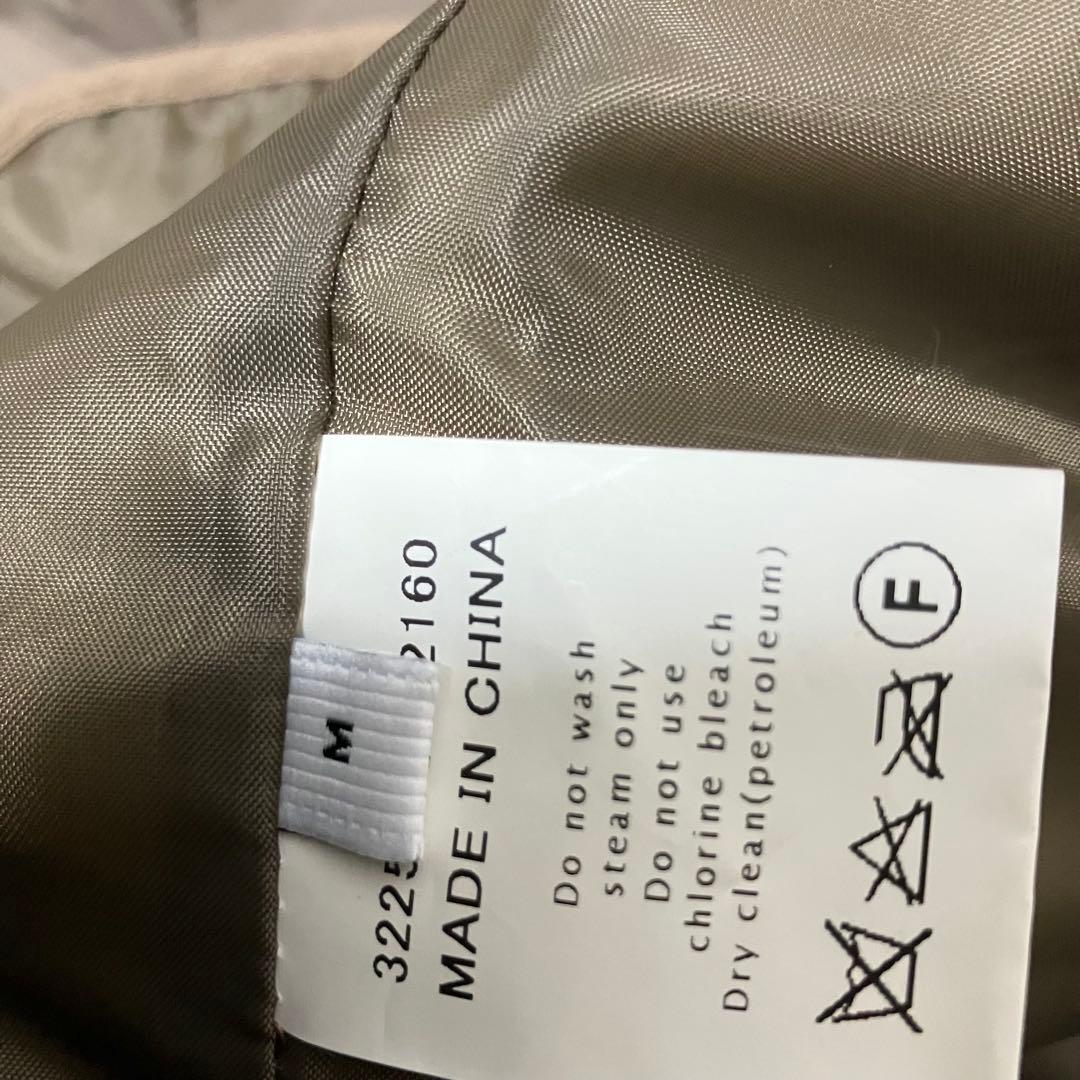 M
3225 2160
MADE IN CHINA
Do not wash
steam only
Do not use
chlorine bleach
Dry clean(petroleum)
F